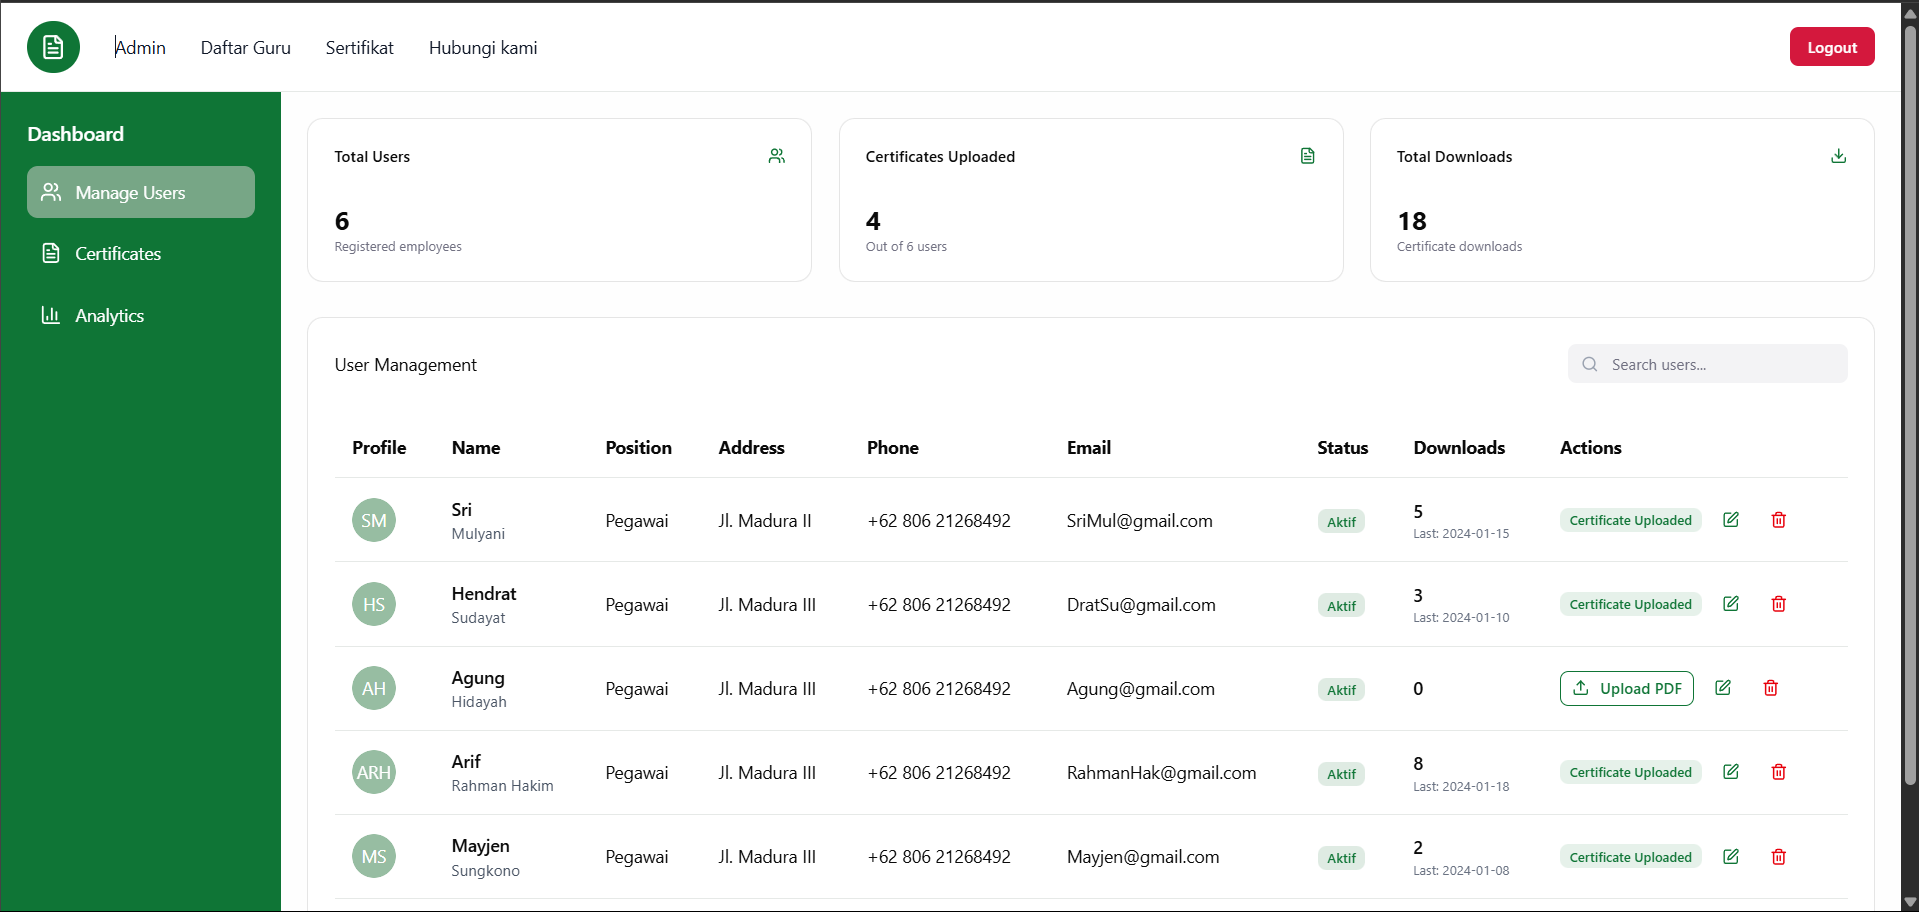 Admin Daftar Guru Sertifikat Hubungi kami Logout
Dashboard
Manage Users
Certificates
Analytics
Total Users
6
Registered employees
Certificates Uploaded
4
Out of 6 users
Total Downloads
18
Certificate downloads
User Management
Search users...
Profile Name Position Address Phone Email Status Downloads Actions
SM Sri Mulyani Pegawai Jl. Madura II +62 806 21268492 SriMul@gmail.com Aktif 5 Last: 2024-01-15 Certificate Uploaded
HS Hendrat Sudayat Pegawai Jl. Madura III +62 806 21268492 DratSu@gmail.com Aktif 3 Last: 2024-01-10 Certificate Uploaded
AH Agung Hidayah Pegawai Jl. Madura III +62 806 21268492 Agung@gmail.com Aktif 0 Upload PDF
ARH Arif Rahman Hakim Pegawai Jl. Madura III +62 806 21268492 RahmanHak@gmail.com Aktif 8 Last: 2024-01-18 Certificate Uploaded
MS Mayjen Sungkono Pegawai Jl. Madura III +62 806 21268492 Mayjen@gmail.com Aktif 2 Last: 2024-01-08 Certificate Uploaded